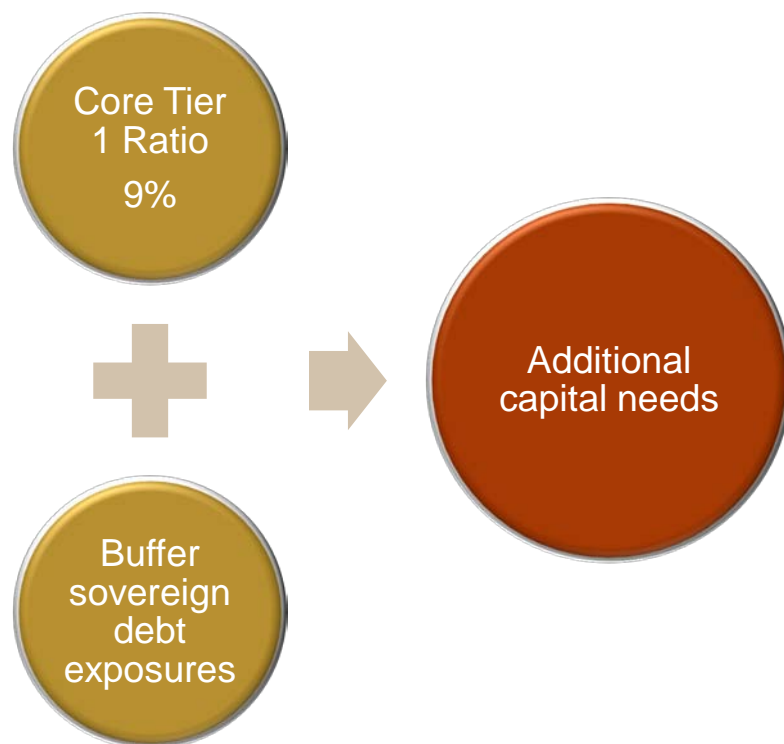 Core Tier
1 Ratio
9%
Buffer
sovereign
debt
exposures
Additional
capital needs